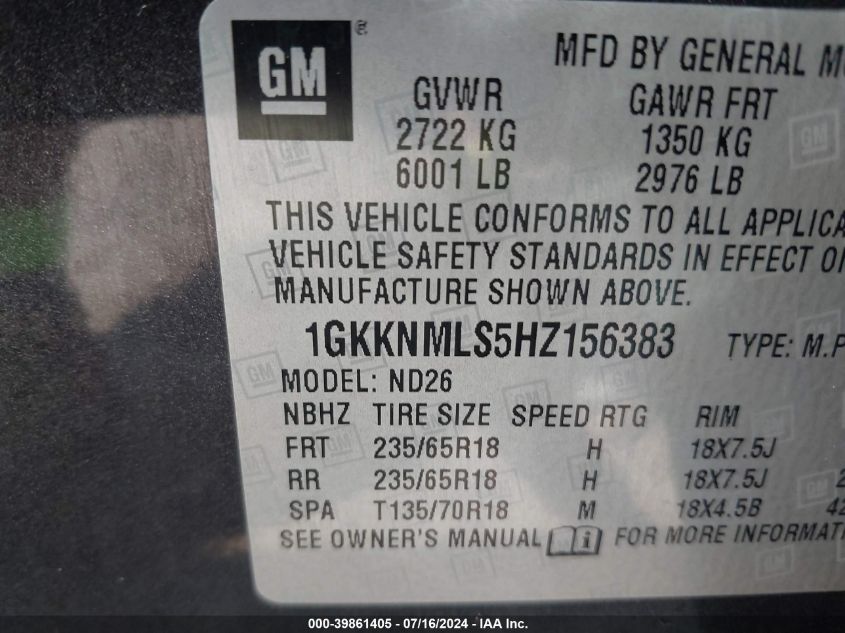 GM
MFD BY GENERAL
GVWR GAWR FRT
2722 KG 1350 KG
6001 LB 2976 LB
THIS VEHICLE CONFORMS TO ALL APPLICA
VEHICLE SAFETY STANDARDS IN EFFECT O
MANUFACTURE SHOWN ABOVE.
1GKKNMLS5HZ156383 TYPE: M.P
MODEL: ND26
NBHZ TIRE SIZE SPEED RTG RIM
FRT 235/65R18 H 18X7.5J
RR 235/65R18 H 18X7.5J 2
SPA T135/70R18 M 18X4.5B 42
SEE OWNER'S MANUAL i FOR MORE INFORMATI
000-39861405 - 07/16/2024 - IAA Inc.